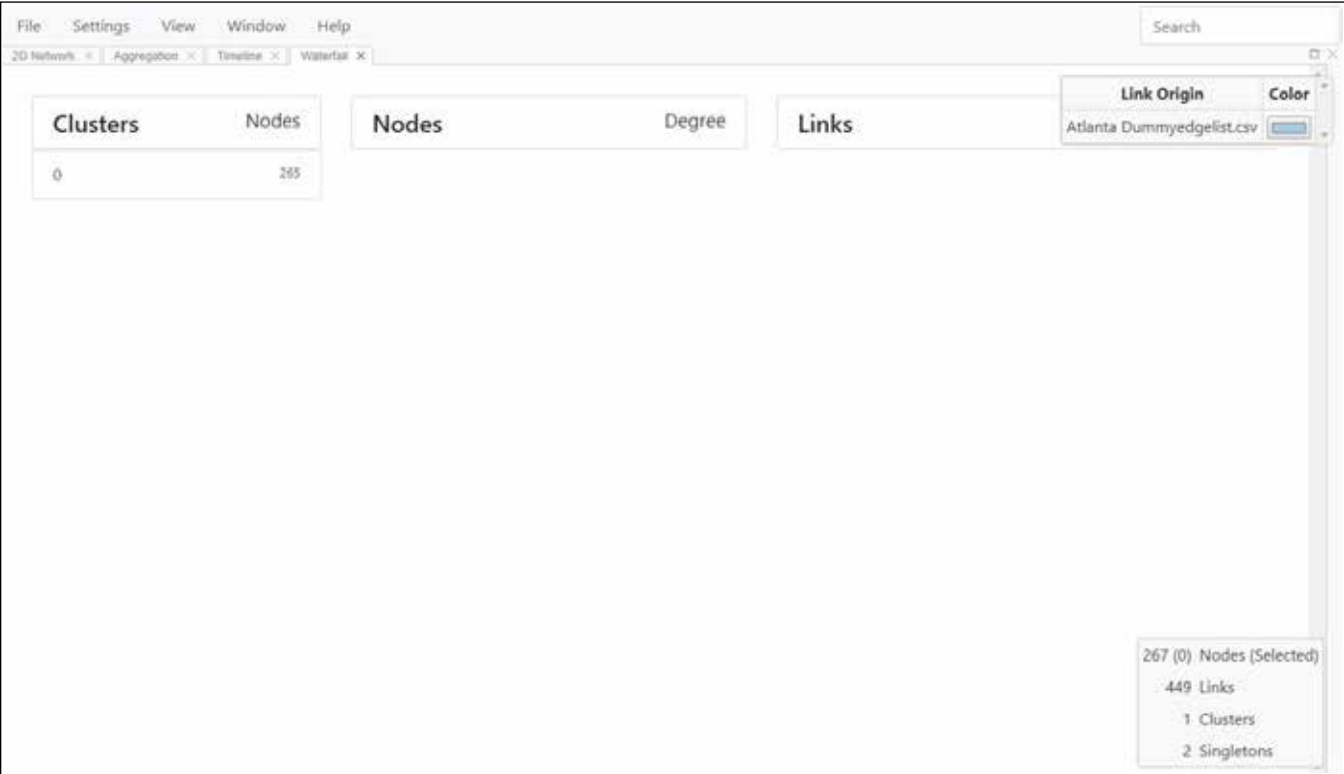 File Settings View Window Help Search
2D Network Aggregation Timeline Waterfall
Link Origin Color
Clusters Nodes Nodes Degree Links
Atlanta Dummyedgelist.csv
0 265
267 (0) Nodes (Selected)
449 Links
1 Clusters
2 Singletons